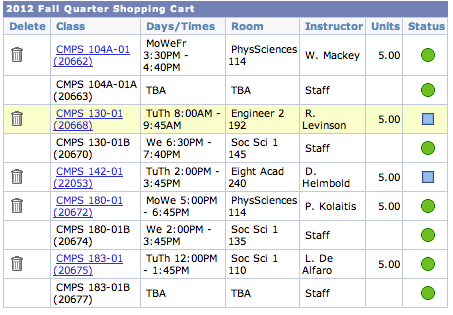 2012 Fall Quarter Shopping Cart
Delete Class Days/Times Room Instructor Units Status
CMPS 104A-01 (20662) MoWeFr 3:30PM - 4:40PM PhysSciences 114 W. Mackey 5.00
CMPS 104A-01A (20663) TBA TBA Staff
CMPS 130-01 (20668) TuTh 8:00AM - 9:45AM Engineer 2 192 R. Levinson 5.00
CMPS 130-01B (20670) We 6:30PM - 7:40PM Soc Sci 1 145 Staff
CMPS 142-01 (22053) TuTh 2:00PM - 3:45PM Eight Acad 240 D. Helmbold 5.00
CMPS 180-01 (20672) MoWe 5:00PM - 6:45PM PhysSciences 114 P. Kolaitis 5.00
CMPS 180-01B (20674) We 2:00PM - 3:45PM Soc Sci 1 135 Staff
CMPS 183-01 (20675) TuTh 12:00PM - 1:45PM Soc Sci 1 110 L. De Alfaro 5.00
CMPS 183-01B (20677) TBA TBA Staff